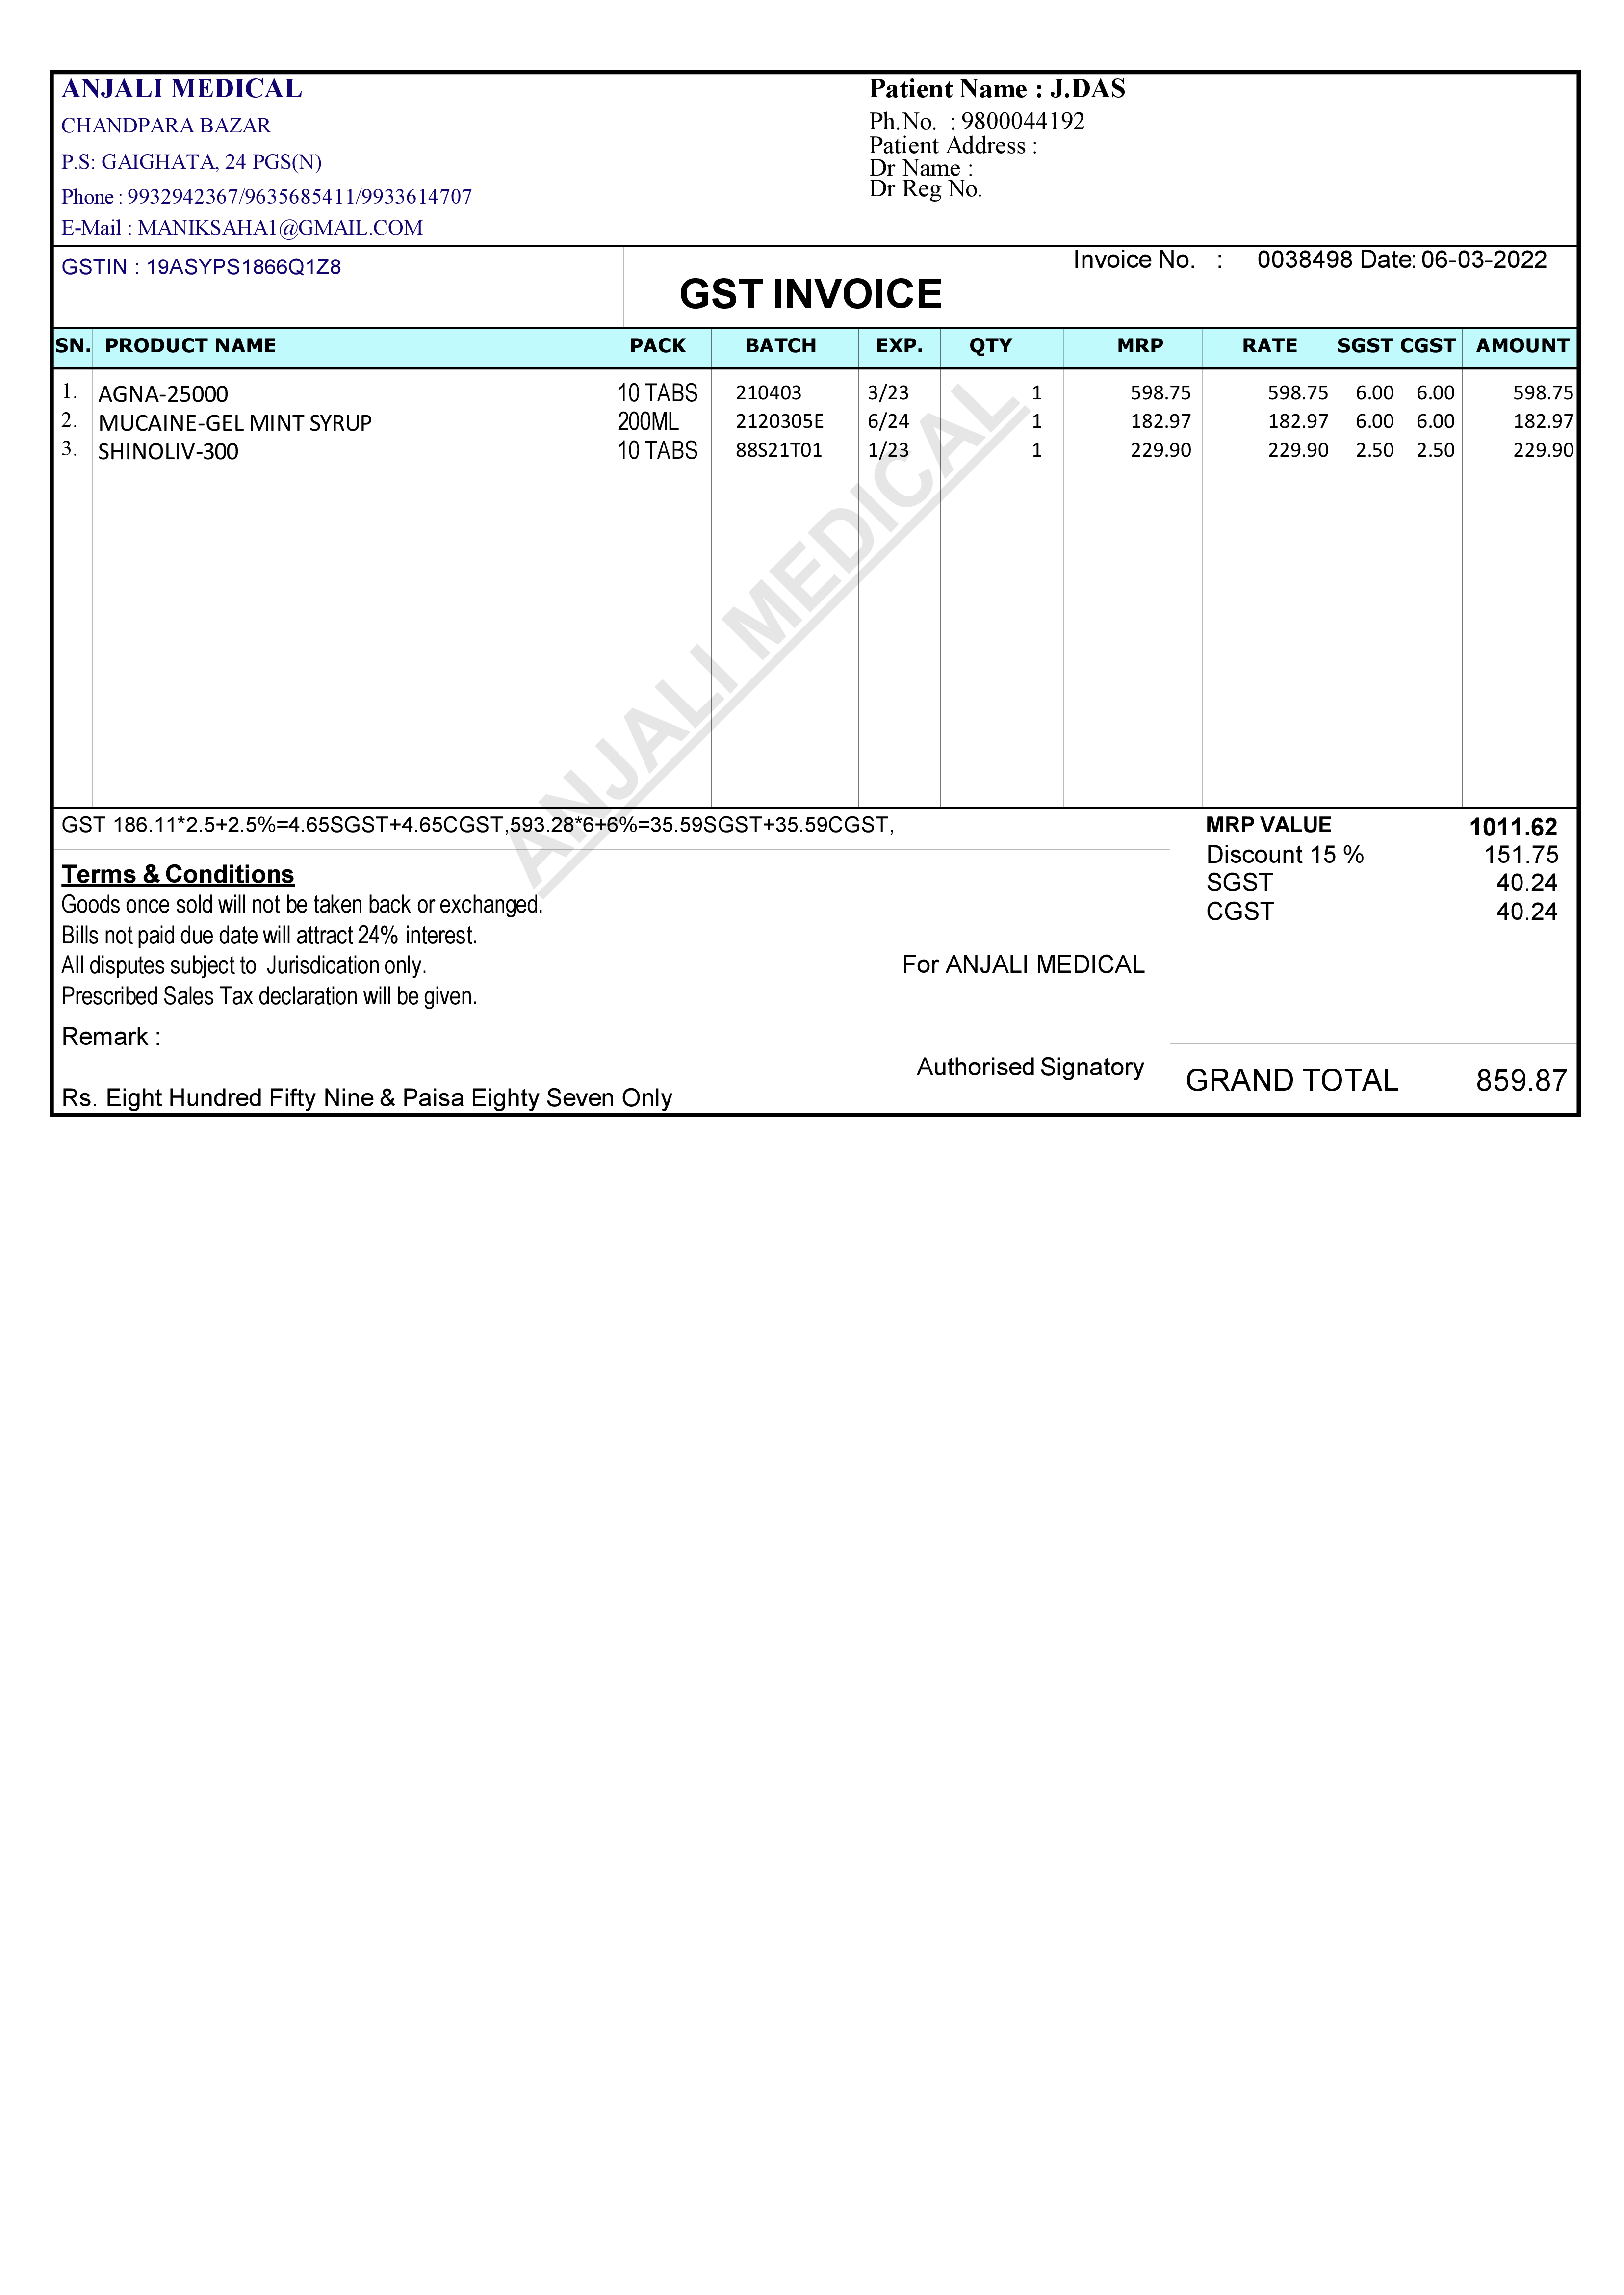 ANJALI MEDICAL
CHANDPARA BAZAR
P.S: GAIGHATA, 24 PGS(N)
Phone : 9932942367/9635685411/9933614707
E-Mail : MANIKSAHA1@GMAIL.COM
Patient Name : J.DAS
Ph.No. : 9800044192
Patient Address :
Dr Name :
Dr Reg No.
GSTIN : 19ASYPS1866Q1Z8
GST INVOICE
Invoice No. : 0038498 Date: 06-03-2022
SN. PRODUCT NAME PACK BATCH EXP. QTY MRP RATE SGST CGST AMOUNT
1. AGNA-25000 10 TABS 210403 3/23 1 598.75 598.75 6.00 6.00 598.75
2. MUCAINE-GEL MINT SYRUP 200ML 2120305E 6/24 1 182.97 182.97 6.00 6.00 182.97
3. SHINOLIV-300 10 TABS 88S21T01 1/23 1 229.90 229.90 2.50 2.50 229.90
ANJALI MEDICAL
GST 186.11*2.5+2.5%=4.65SGST+4.65CGST,593.28*6+6%=35.59SGST+35.59CGST,
Terms & Conditions
Goods once sold will not be taken back or exchanged.
Bills not paid due date will attract 24% interest.
All disputes subject to Jurisdication only.
Prescribed Sales Tax declaration will be given.
Remark :
Rs. Eight Hundred Fifty Nine & Paisa Eighty Seven Only
For ANJALI MEDICAL
Authorised Signatory
MRP VALUE 1011.62
Discount 15 % 151.75
SGST 40.24
CGST 40.24
GRAND TOTAL 859.87